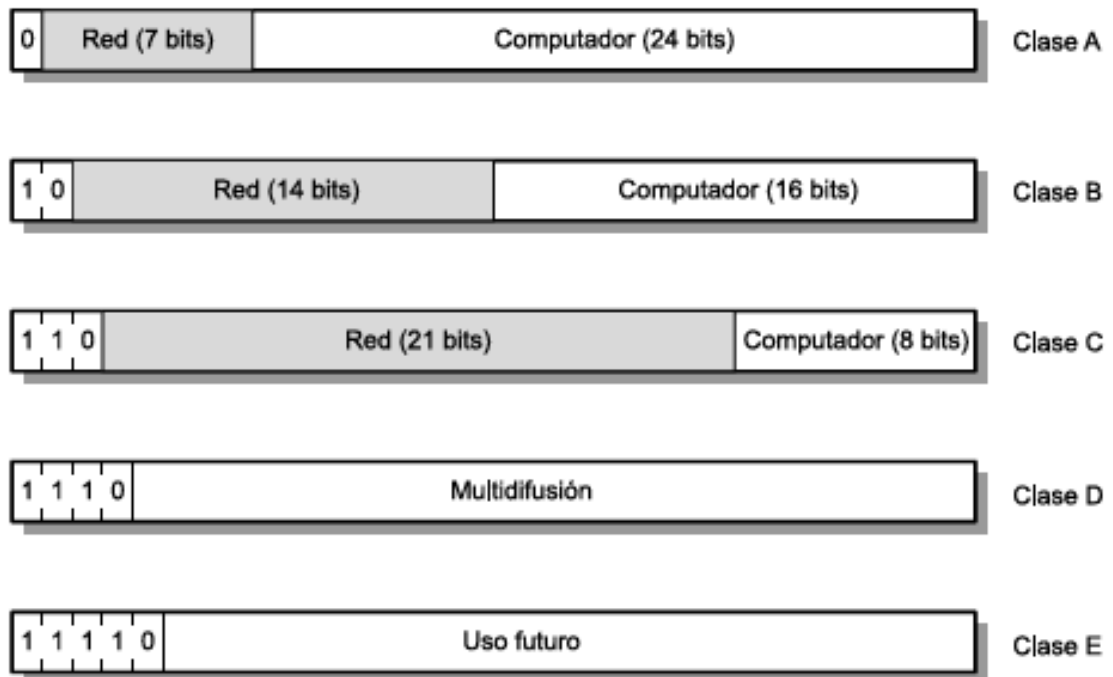 0 Red (7 bits) Computador (24 bits) Clase A
1 0 Red (14 bits) Computador (16 bits) Clase B
1 1 0 Red (21 bits) Computador (8 bits) Clase C
1 1 1 0 Multidifusión Clase D
1 1 1 1 0 Uso futuro Clase E